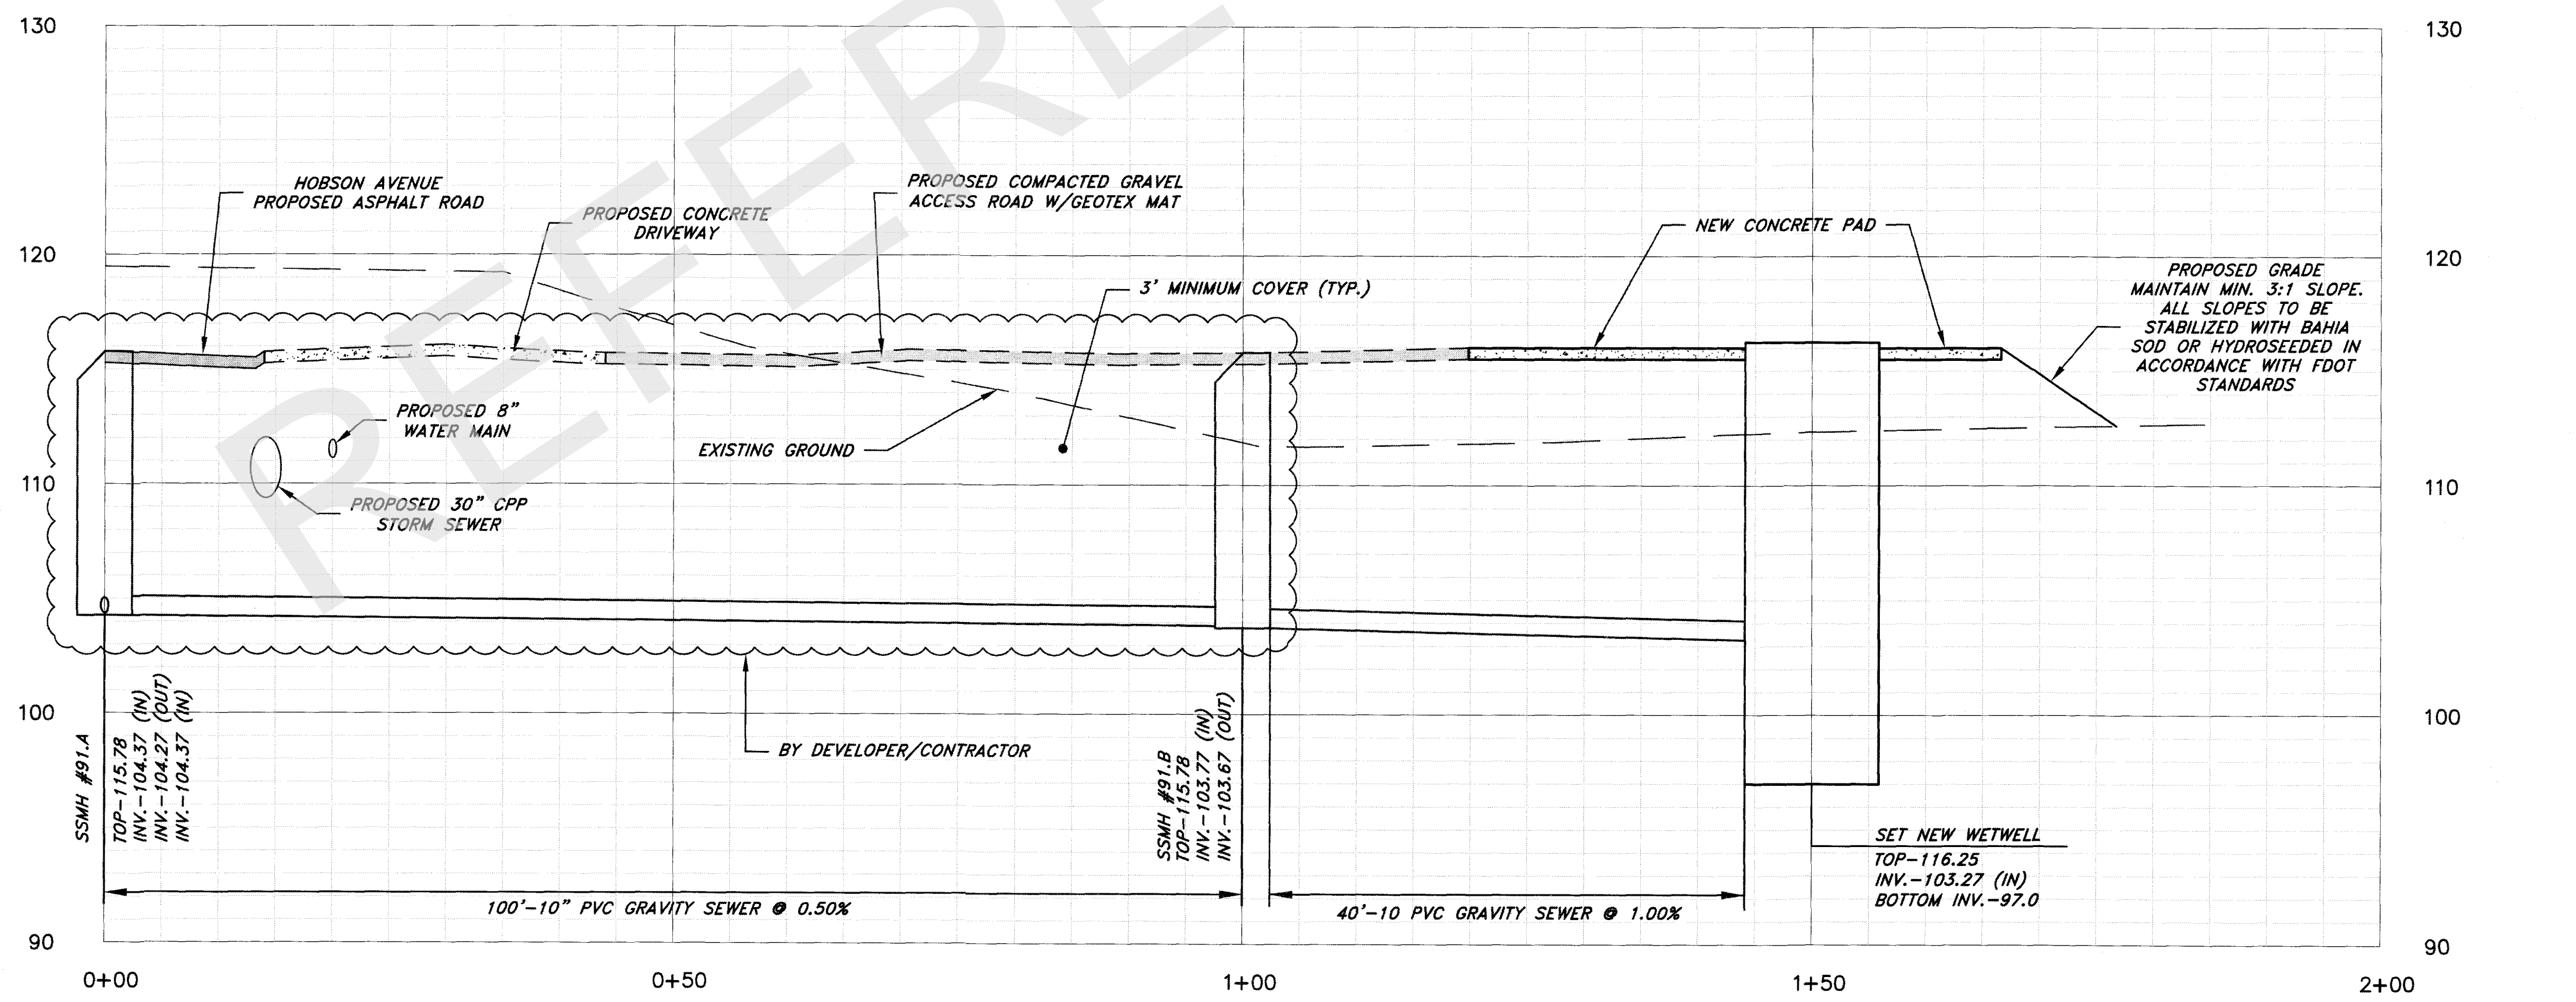 REFERE
130
130
HOBSON AVENUE
PROPOSED ASPHALT ROAD
PROPOSED CONCRETE
DRIVEWAY
PROPOSED COMPACTED GRAVEL
ACCESS ROAD W/GEOTEX MAT
NEW CONCRETE PAD
120
120
3' MINIMUM COVER (TYP.)
PROPOSED GRADE
MAINTAIN MIN. 3:1 SLOPE.
ALL SLOPES TO BE
STABILIZED WITH BAHIA
SOD OR HYDROSEEDED IN
ACCORDANCE WITH FDOT
STANDARDS
PROPOSED 8"
WATER MAIN
EXISTING GROUND
110
110
PROPOSED 30" CPP
STORM SEWER
100
100
SSMH #91.A
TOP-115.78
INV.-104.37 (IN)
INV.-104.27 (OUT)
INV.-104.37 (IN)
BY DEVELOPER/CONTRACTOR
SSMH #91.B
TOP-115.78
INV.-103.77 (IN)
INV.-103.67 (OUT)
SET NEW WETWELL
TOP-116.25
INV.-103.27 (IN)
BOTTOM INV.-97.0
100'-10" PVC GRAVITY SEWER @ 0.50%
40'-10 PVC GRAVITY SEWER @ 1.00%
90
90
0+00
0+50
1+00
1+50
2+00